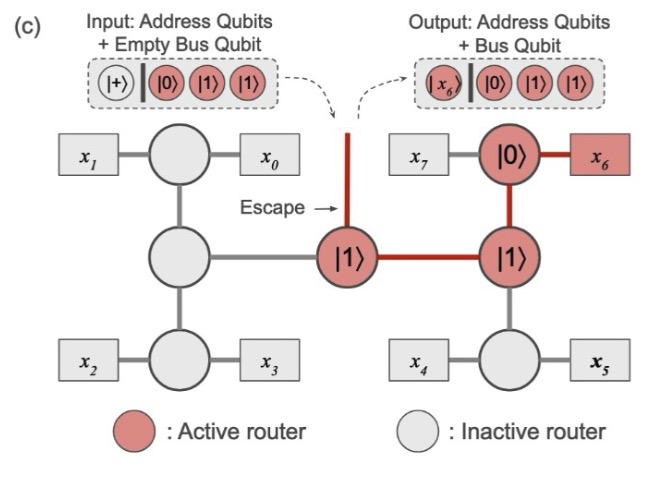 (c)
Input: Address Qubits
+ Empty Bus Qubit
|+⟩ |0⟩ |1⟩ |1⟩
Output: Address Qubits
+ Bus Qubit
|x₆⟩ |0⟩ |1⟩ |1⟩
x₁ x₀ x₇ |0⟩ x₆
Escape
|1⟩ |1⟩
x₂ x₃ x₄ x₅
: Active router : Inactive router